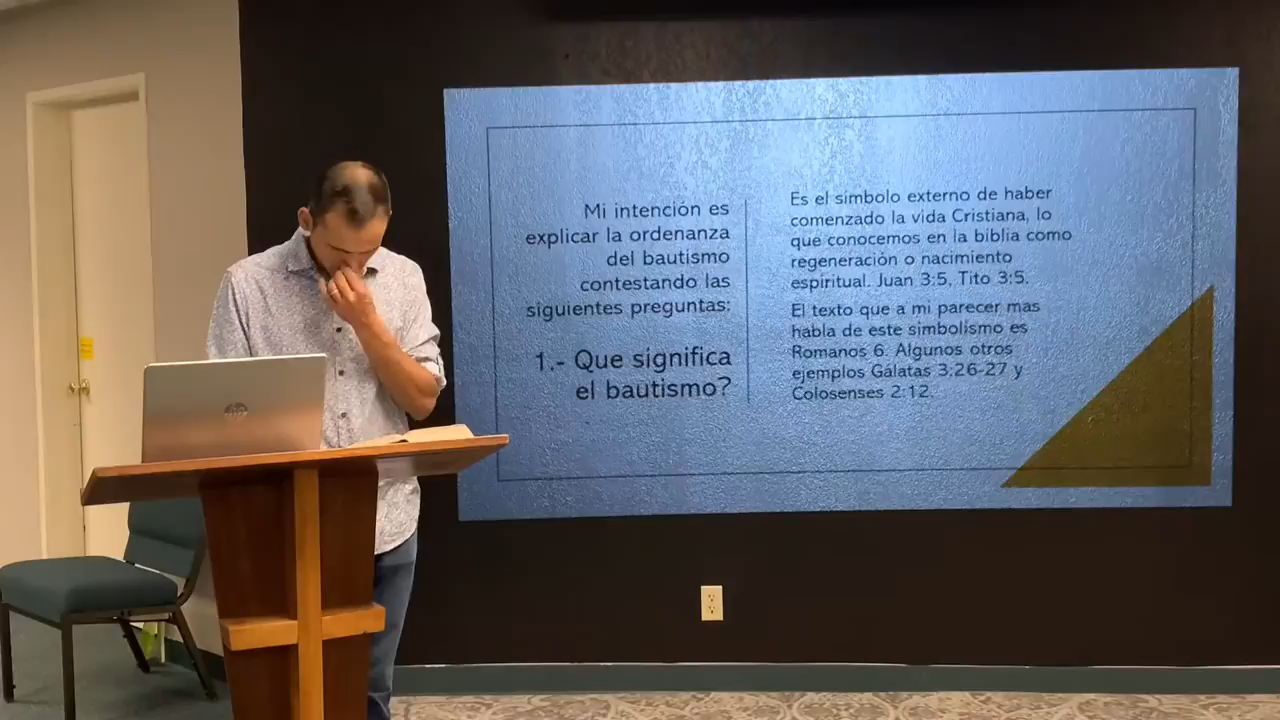 Mi intención es
explicar la ordenanza
del bautismo
contestando las
siguientes preguntas:
1.- Que significa
el bautismo?
Es el símbolo externo de haber
comenzado la vida Cristiana, lo
que conocemos en la biblia como
regeneración o nacimiento
espiritual. Juan 3:5, Tito 3:5.
El texto que a mi parecer mas
habla de este simbolismo es
Romanos 6. Algunos otros
ejemplos Gálatas 3:26-27 y
Colosenses 2:12.
hp